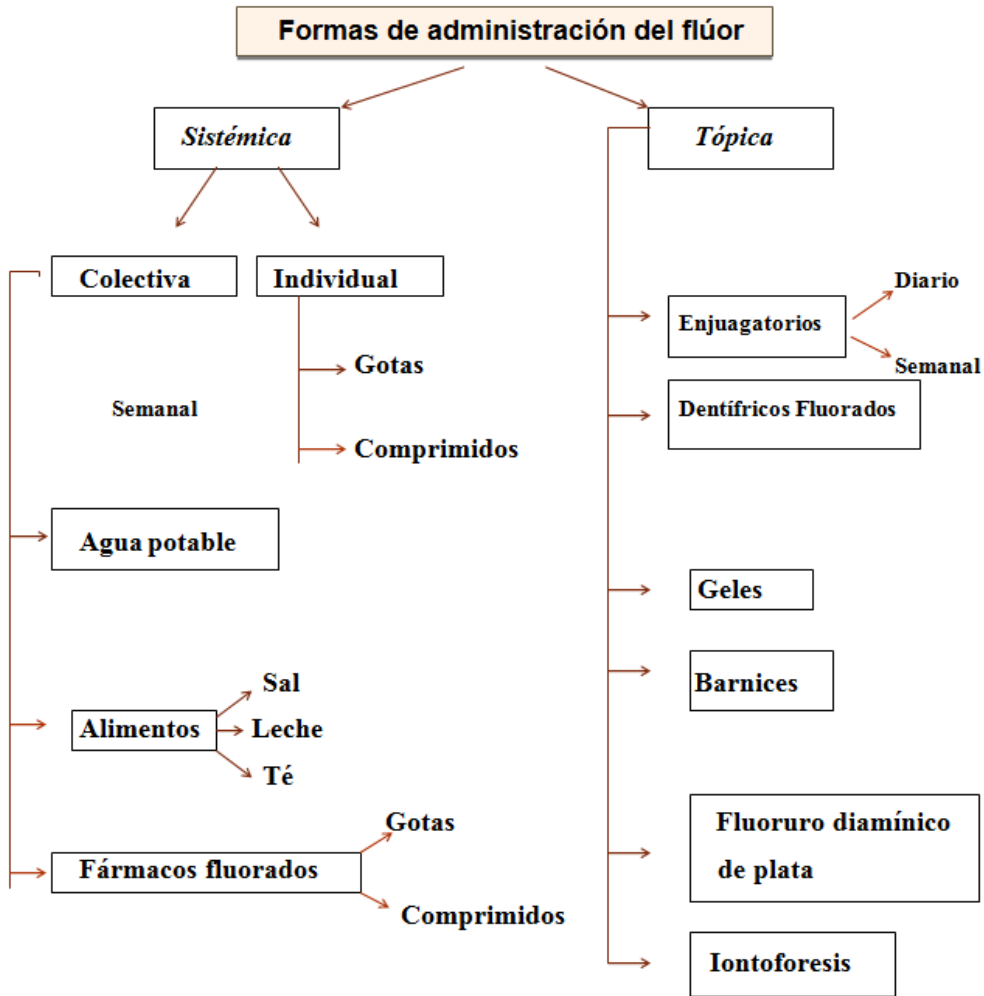 Formas de administración del flúor
Sistémica
Tópica
Colectiva
Individual
Gotas
Comprimidos
Semanal
Agua potable
Alimentos
Sal
Leche
Té
Fármacos fluorados
Gotas
Comprimidos
Enjuagatorios
Diario
Semanal
Dentífricos Fluorados
Geles
Barnices
Fluoruro diamínico
de plata
Iontoforesis